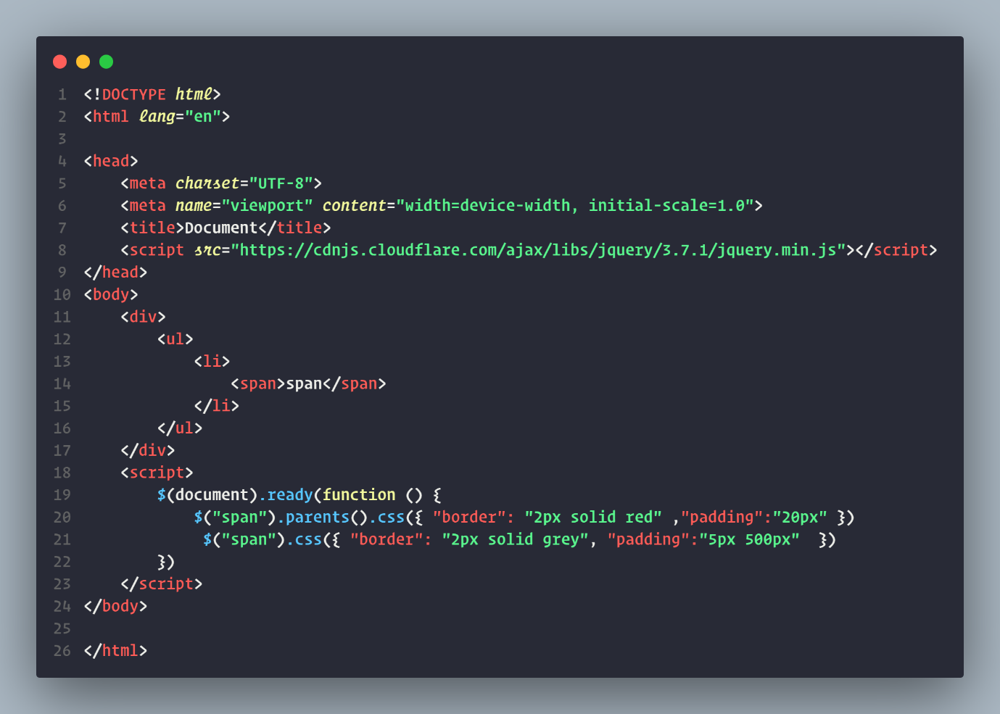 1 <!DOCTYPE html>
2 <html lang="en">
3
4 <head>
5     <meta charset="UTF-8">
6     <meta name="viewport" content="width=device-width, initial-scale=1.0">
7     <title>Document</title>
8     <script src="https://cdnjs.cloudflare.com/ajax/libs/jquery/3.7.1/jquery.min.js"></script>
9 </head>
10 <body>
11     <div>
12         <ul>
13             <li>
14                 <span>span</span>
15             </li>
16         </ul>
17     </div>
18     <script>
19         $(document).ready(function () {
20             $("span").parents().css({ "border": "2px solid red" ,"padding":"20px" })
21              $("span").css({ "border": "2px solid grey", "padding":"5px 500px"  })
22         })
23     </script>
24 </body>
25
26 </html>